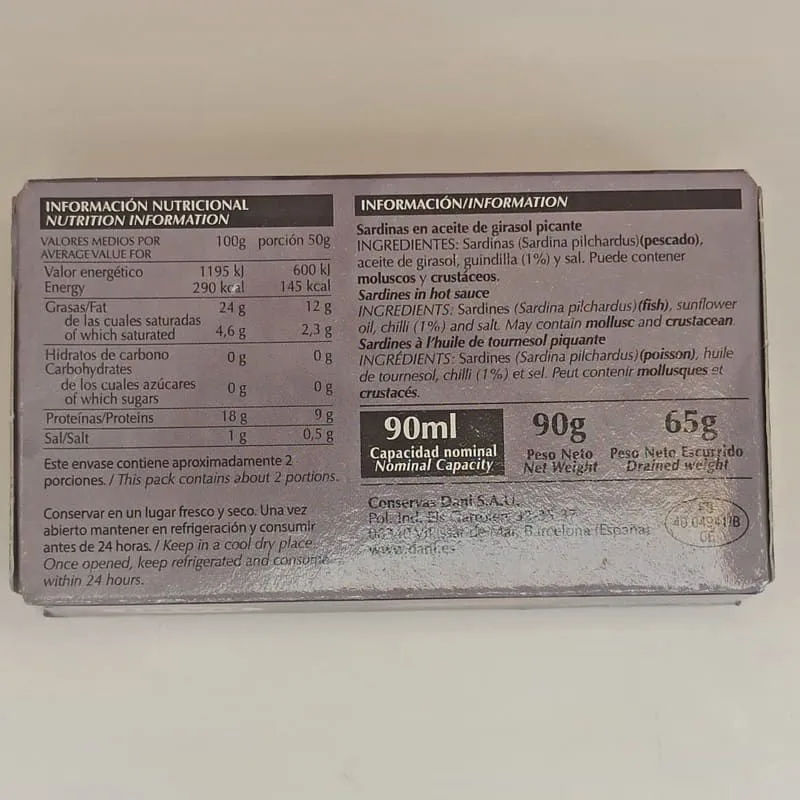 INFORMACIÓN NUTRICIONAL
NUTRITION INFORMATION
VALORES MEDIOS POR 100g porción 50g
AVERAGE VALUE FOR
Valor energético 1195 kJ 600 kJ
Energy 290 kcal 145 kcal
Grasas/Fat 24 g 12 g
de las cuales saturadas
of which saturated 4,6 g 2,3 g
Hidratos de carbono 0 g 0 g
Carbohydrates
de los cuales azúcares 0 g 0 g
of which sugars
Proteínas/Proteins 18 g 9 g
Sal/Salt 1 g 0,5 g
Este envase contiene aproximadamente 2
porciones. / This pack contains about 2 portions.
Conservar en un lugar fresco y seco. Una vez
abierto mantener en refrigeración y consumir
antes de 24 horas. / Keep in a cool dry place
Once opened, keep refrigerated and consume
within 24 hours.
INFORMACIÓN/INFORMATION
Sardinas en aceite de girasol picante
INGREDIENTES: Sardinas (Sardina pilchardus)(pescado),
aceite de girasol, guindilla (1%) y sal. Puede contener
moluscos y crustáceos.
Sardines in hot sauce
INGREDIENTS: Sardines (Sardina pilchardus)(fish), sunflower
oil, chilli (1%) and salt. May contain mollusc and crustacean.
Sardines à l'huile de tournesol piquante
INGRÉDIENTS: Sardines (Sardina pilchardus)(poisson), huile
de tournesol, chilli (1%) et sel. Peut contenir mollusques et
crustacés.
90ml 90g 65g
Capacidad nominal Peso Neto Peso Neto Escurrido
Nominal Capacity Net Weight Drained weight
Conservas Dani S.A.U.
Pol. Ind. Els
Vilassar de Mar, Barcelona (España)
www.dani.es
CE